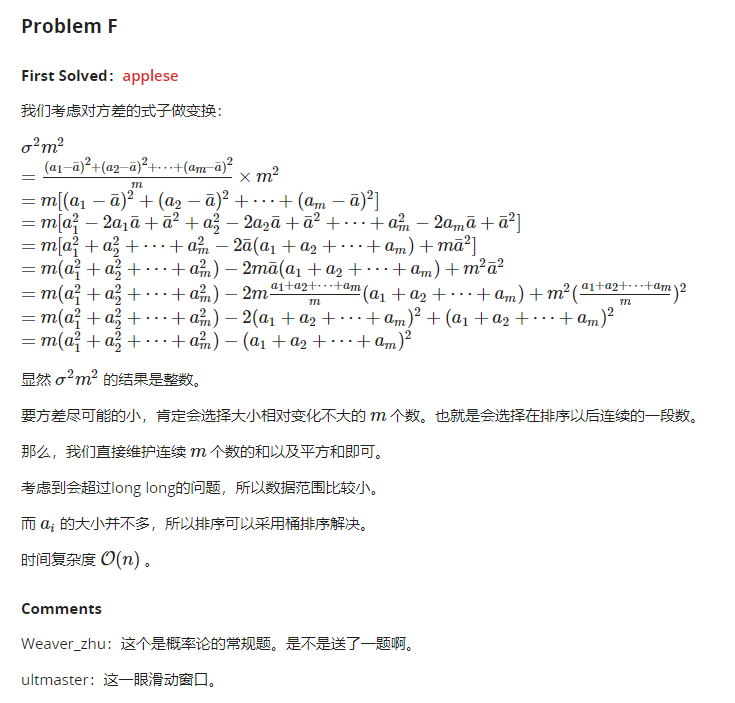 Problem F
First Solved：applese
我们考虑对方差的式子做变换：
$\sigma^2 m^2$
$= \frac{(a_1-\bar{a})^2+(a_2-\bar{a})^2+\cdots+(a_m-\bar{a})^2}{m} \times m^2$
$= m[(a_1-\bar{a})^2+(a_2-\bar{a})^2+\cdots+(a_m-\bar{a})^2]$
$= m[a_1^2-2a_1\bar{a}+\bar{a}^2+a_2^2-2a_2\bar{a}+\bar{a}^2+\cdots+a_m^2-2a_m\bar{a}+\bar{a}^2]$
$= m[a_1^2+a_2^2+\cdots+a_m^2-2\bar{a}(a_1+a_2+\cdots+a_m)+m\bar{a}^2]$
$= m(a_1^2+a_2^2+\cdots+a_m^2)-2m\bar{a}(a_1+a_2+\cdots+a_m)+m^2\bar{a}^2$
$= m(a_1^2+a_2^2+\cdots+a_m^2)-2m\frac{a_1+a_2+\cdots+a_m}{m}(a_1+a_2+\cdots+a_m)+m^2(\frac{a_1+a_2+\cdots+a_m}{m})^2$
$= m(a_1^2+a_2^2+\cdots+a_m^2)-2(a_1+a_2+\cdots+a_m)^2+(a_1+a_2+\cdots+a_m)^2$
$= m(a_1^2+a_2^2+\cdots+a_m^2)-(a_1+a_2+\cdots+a_m)^2$
显然 $\sigma^2 m^2$ 的结果是整数。
要方差尽可能的小，肯定会选择大小相对变化不大的 $m$ 个数。也就是会选择在排序以后连续的一段数。
那么，我们直接维护连续 $m$ 个数的和以及平方和即可。
考虑到会超过long long的问题，所以数据范围比较小。
而 $a_i$ 的大小并不多，所以排序可以采用桶排序解决。
时间复杂度 $\mathcal{O}(n)$ 。
Comments
Weaver_zhu：这个是概率论的常规题。是不是送了一题啊。
ultmaster：这一眼滑动窗口。